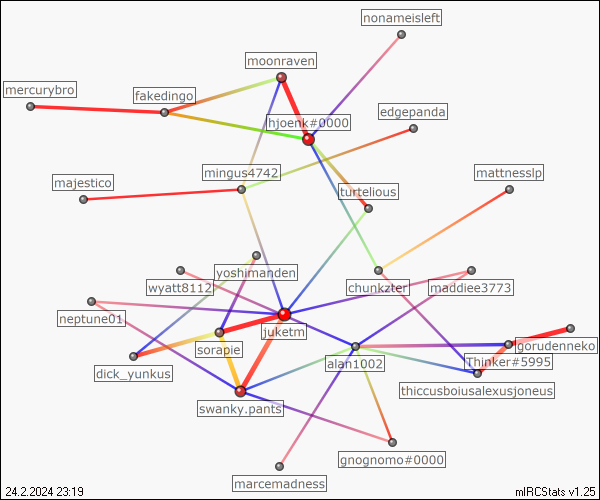 nonameisleft
moonraven
mercurybro
fakedingo
edgepanda
hjoenk#0000
mingus4742
mattnesslp
majestico
turtelious
yoshimanden
wyatt8112
chunkzter
maddiee3773
neptune01
juketm
sorapie
gorudenneko
Thinker#5995
alan1002
dick_yunkus
thiccusboiusalexusjoneus
swanky.pants
gnognomo#0000
marcemadness
24.2.2024 23:19
mIRCStats v1.25